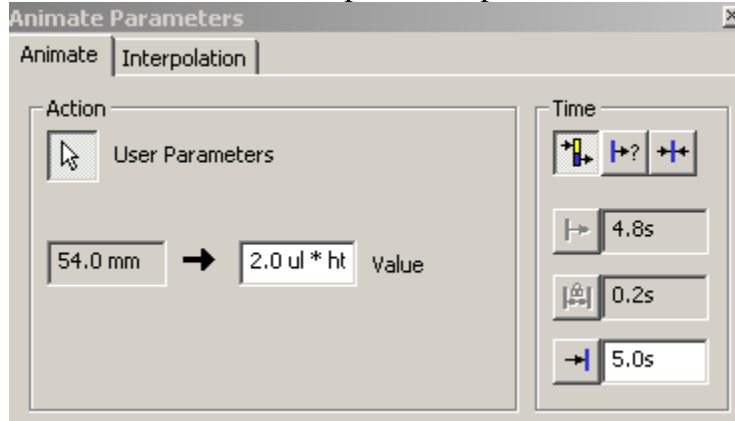 Animate Parameters
Animate Interpolation
Action
User Parameters
54.0 mm 2.0 ul * ht Value
Time
?
4.8s
0.2s
5.0s